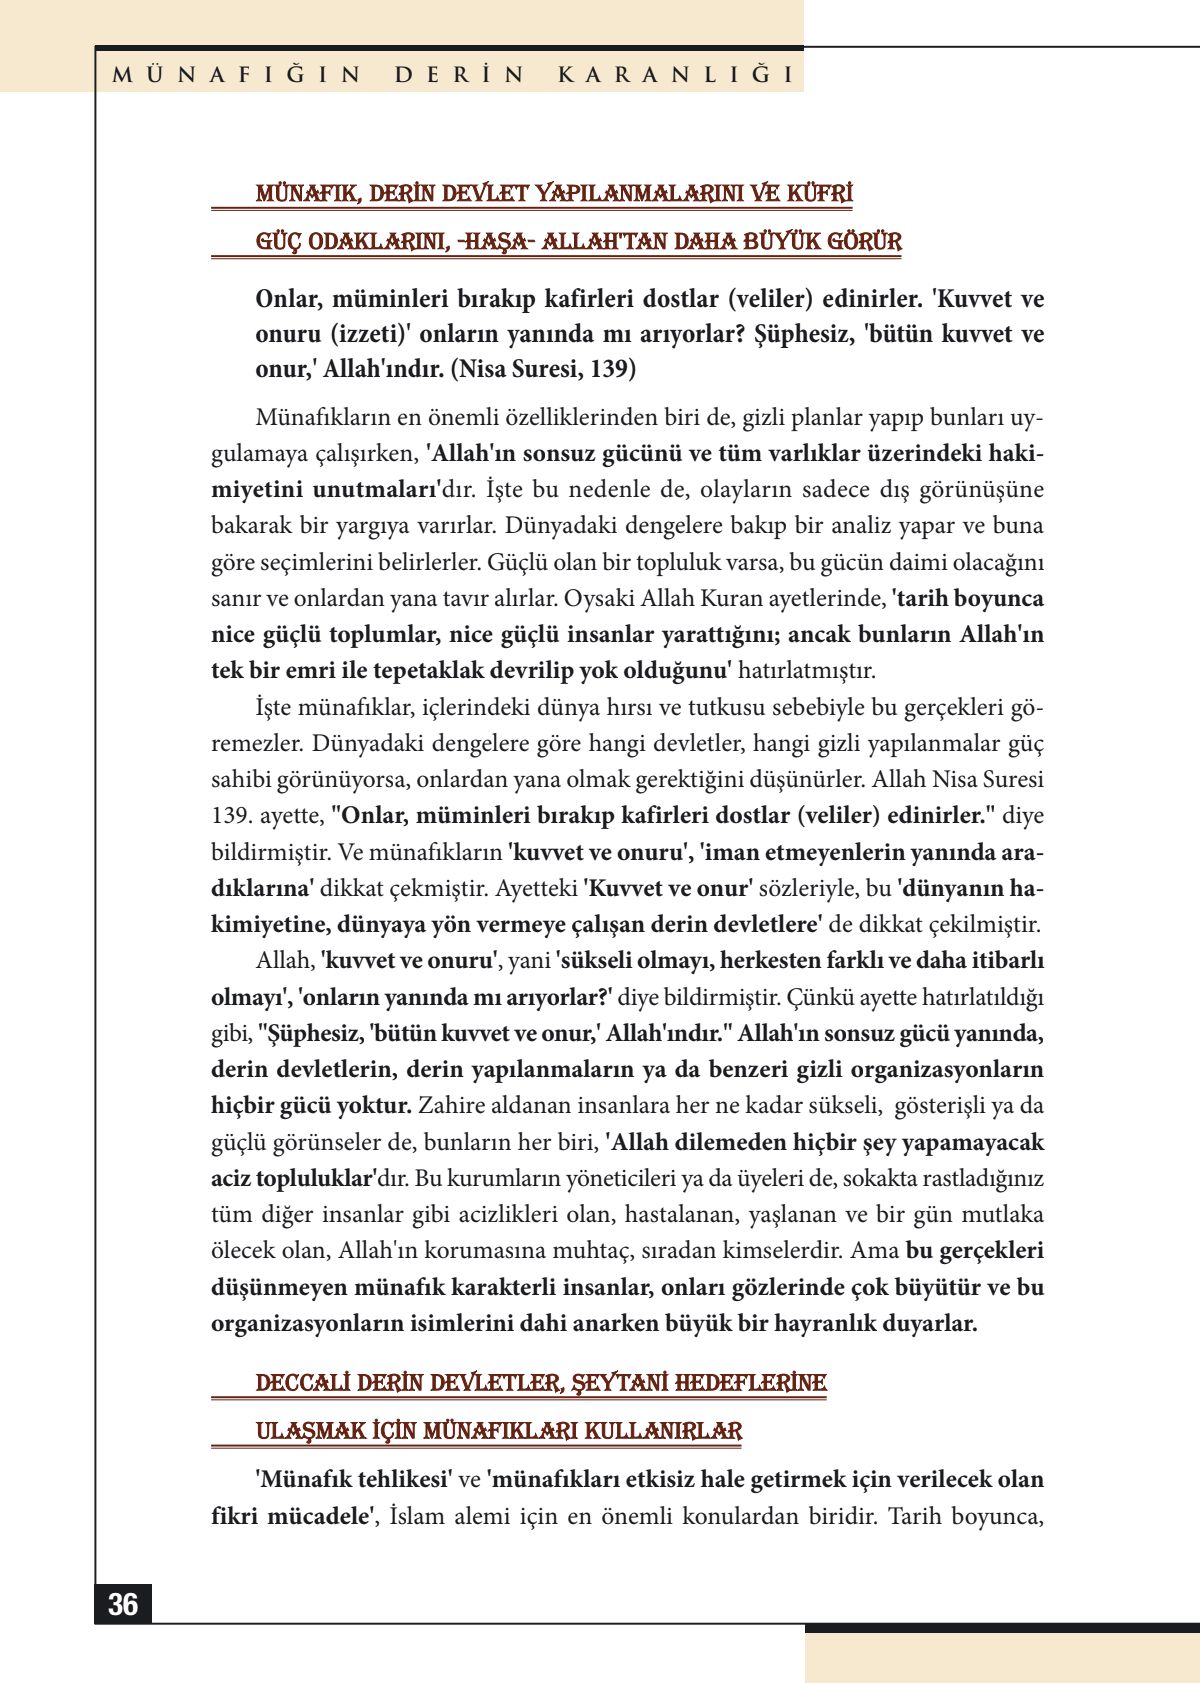 MÜNAFIĞIN DERİN KARANLIĞI
MÜNAFIK, DERİN DEVLET YAPILANMALARINI VE KÜFRİ
GÜÇ ODAKLARINI, -HAŞA- ALLAH'TAN DAHA BÜYÜK GÖRÜR
Onlar, müminleri bırakıp kafirleri dostlar (veliler) edinirler. 'Kuvvet ve
onuru (izzeti)' onların yanında mı arıyorlar? Şüphesiz, 'bütün kuvvet ve
onur,' Allah'ındır. (Nisa Suresi, 139)
Münafıkların en önemli özelliklerinden biri de, gizli planlar yapıp bunları uy-
gulamaya çalışırken, 'Allah'ın sonsuz gücünü ve tüm varlıklar üzerindeki haki-
miyetini unutmaları'dır. İşte bu nedenle de, olayların sadece dış görünüşüne
bakarak bir yargıya varırlar. Dünyadaki dengelere bakıp bir analiz yapar ve buna
göre seçimlerini belirlerler. Güçlü olan bir topluluk varsa, bu gücün daimi olacağını
sanır ve onlardan yana tavır alırlar. Oysaki Allah Kuran ayetlerinde, 'tarih boyunca
nice güçlü toplumlar, nice güçlü insanlar yarattığını; ancak bunların Allah'ın
tek bir emri ile tepetaklak devrilip yok olduğunu' hatırlatmıştır.
İşte münafıklar, içlerindeki dünya hırsı ve tutkusu sebebiyle bu gerçekleri gö-
remezler. Dünyadaki dengelere göre hangi devletler, hangi gizli yapılanmalar güç
sahibi görünüyorsa, onlardan yana olmak gerektiğini düşünürler. Allah Nisa Suresi
139. ayette, "Onlar, müminleri bırakıp kafirleri dostlar (veliler) edinirler." diye
bildirmiştir. Ve münafıkların 'kuvvet ve onuru', 'iman etmeyenlerin yanında ara-
dıklarına' dikkat çekmiştir. Ayetteki 'Kuvvet ve onur' sözleriyle, bu 'dünyanın ha-
kimiyetine, dünyaya yön vermeye çalışan derin devletlere' de dikkat çekilmiştir.
Allah, 'kuvvet ve onuru', yani 'sükseli olmayı, herkesten farklı ve daha itibarlı
olmayı', 'onların yanında mı arıyorlar?' diye bildirmiştir. Çünkü ayette hatırlatıldığı
gibi, "Şüphesiz, 'bütün kuvvet ve onur,' Allah'ındır." Allah'ın sonsuz gücü yanında,
derin devletlerin, derin yapılanmaların ya da benzeri gizli organizasyonların
hiçbir gücü yoktur. Zahire aldanan insanlara her ne kadar sükseli, gösterişli ya da
güçlü görünseler de, bunların her biri, 'Allah dilemeden hiçbir şey yapamayacak
aciz topluluklar'dır. Bu kurumların yöneticileri ya da üyeleri de, sokakta rastladığınız
tüm diğer insanlar gibi acizlikleri olan, hastalanan, yaşlanan ve bir gün mutlaka
ölecek olan, Allah'ın korumasına muhtaç, sıradan kimselerdir. Ama bu gerçekleri
düşünmeyen münafık karakterli insanlar, onları gözlerinde çok büyütür ve bu
organizasyonların isimlerini dahi anarken büyük bir hayranlık duyarlar.
DECCALİ DERİN DEVLETLER, ŞEYTANİ HEDEFLERİNE
ULAŞMAK İÇİN MÜNAFIKLARI KULLANIRLAR
'Münafık tehlikesi' ve 'münafıkları etkisiz hale getirmek için verilecek olan
fikri mücadele', İslam alemi için en önemli konulardan biridir. Tarih boyunca,
36